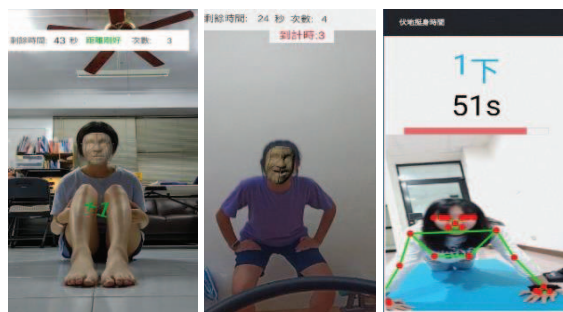 剩餘時間: 43 秒 距離剛好 次數: 3
+1
剩餘時間: 24 秒 次數: 4
倒計時:3
伏地挺身時間
1下
51s